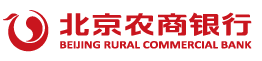 北京农商银行
BEIJING RURAL COMMERCIAL BANK